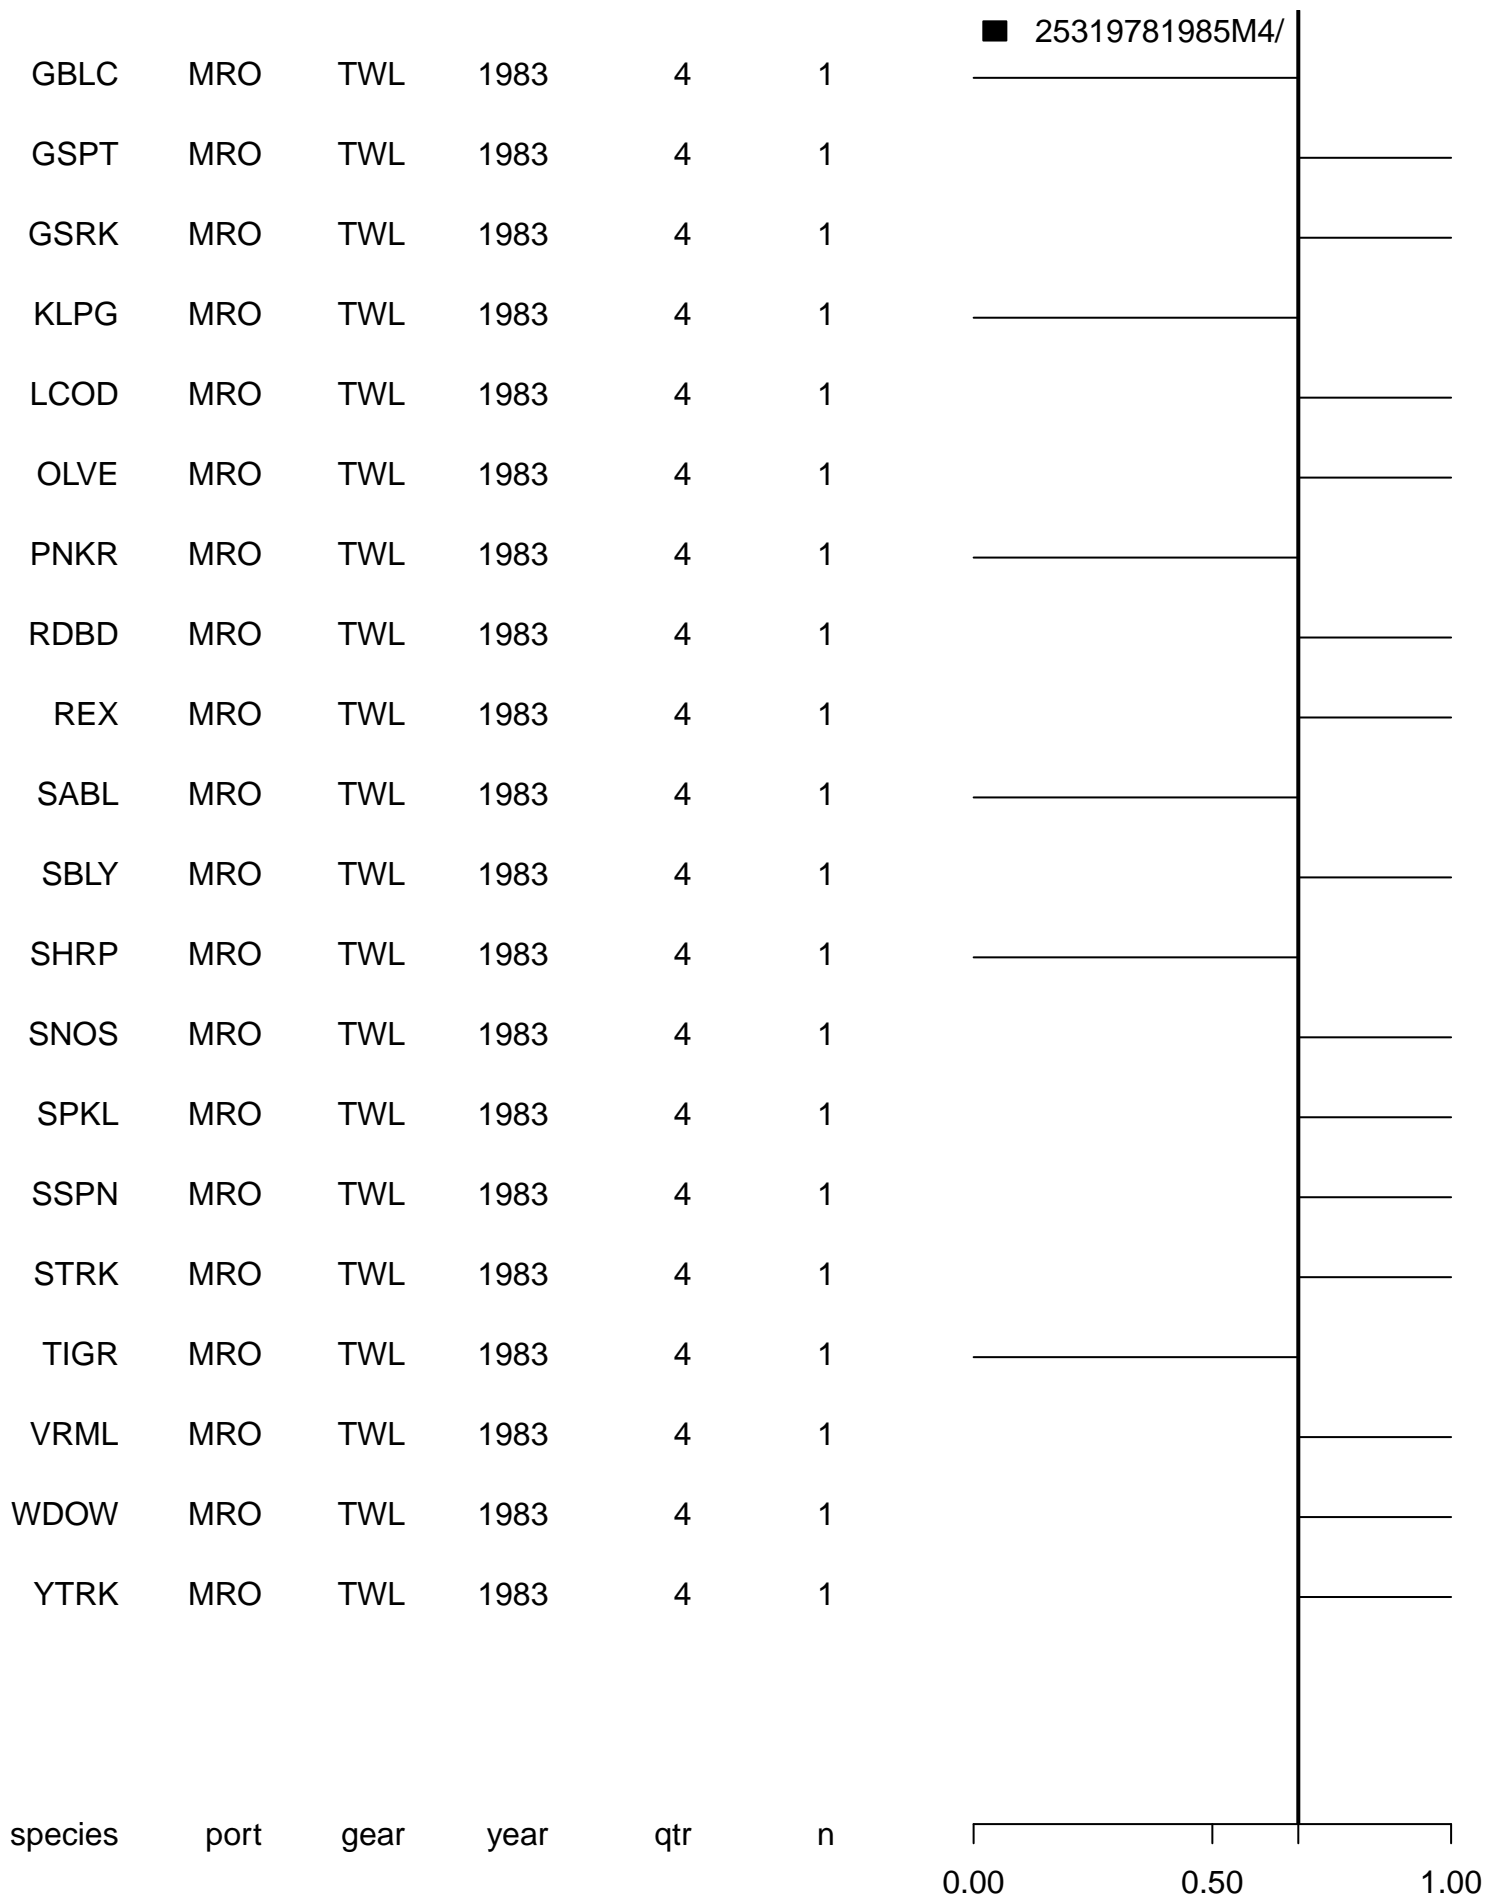 25319781985M4/
GBLC MRO TWL 1983 4 1
GSPT MRO TWL 1983 4 1
GSRK MRO TWL 1983 4 1
KLPG MRO TWL 1983 4 1
LCOD MRO TWL 1983 4 1
OLVE MRO TWL 1983 4 1
PNKR MRO TWL 1983 4 1
RDBD MRO TWL 1983 4 1
REX MRO TWL 1983 4 1
SABL MRO TWL 1983 4 1
SBLY MRO TWL 1983 4 1
SHRP MRO TWL 1983 4 1
SNOS MRO TWL 1983 4 1
SPKL MRO TWL 1983 4 1
SSPN MRO TWL 1983 4 1
STRK MRO TWL 1983 4 1
TIGR MRO TWL 1983 4 1
VRML MRO TWL 1983 4 1
WDOW MRO TWL 1983 4 1
YTRK MRO TWL 1983 4 1
species port gear year qtr n
0.00 0.50 1.00